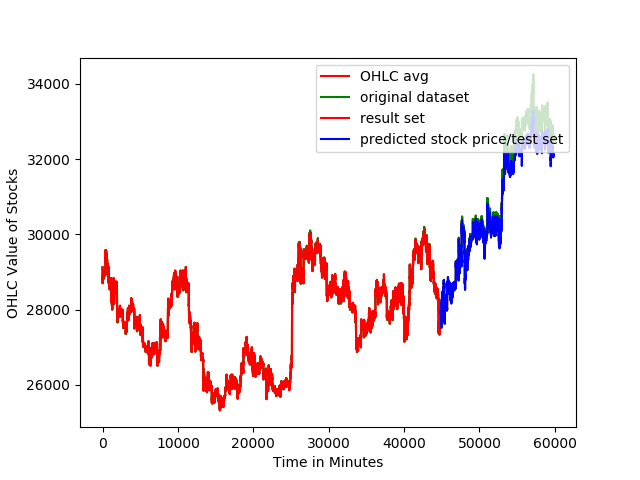 OHLC avg
original dataset
result set
predicted stock price/test set
34000
32000
30000
28000
26000
OHLC Value of Stocks
0
10000
20000
30000
40000
50000
60000
Time in Minutes